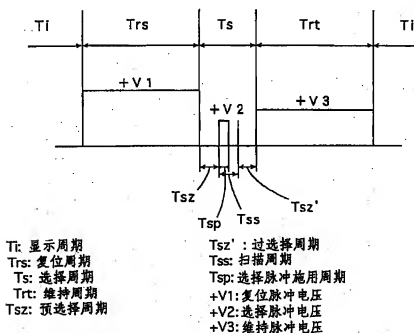 Ti Trs Ts Trt Ti
+V1
+V2
+V3
Tsz
Tsp
Tss
Tsz'
Ti: 显示周期
Trs: 复位周期
Ts: 选择周期
Trt: 维持周期
Tsz: 预选择周期
Tsz': 过选择周期
Tss: 扫描周期
Tsp: 选择脉冲施用周期
+V1: 复位脉冲电压
+V2: 选择脉冲电压
+V3: 维持脉冲电压